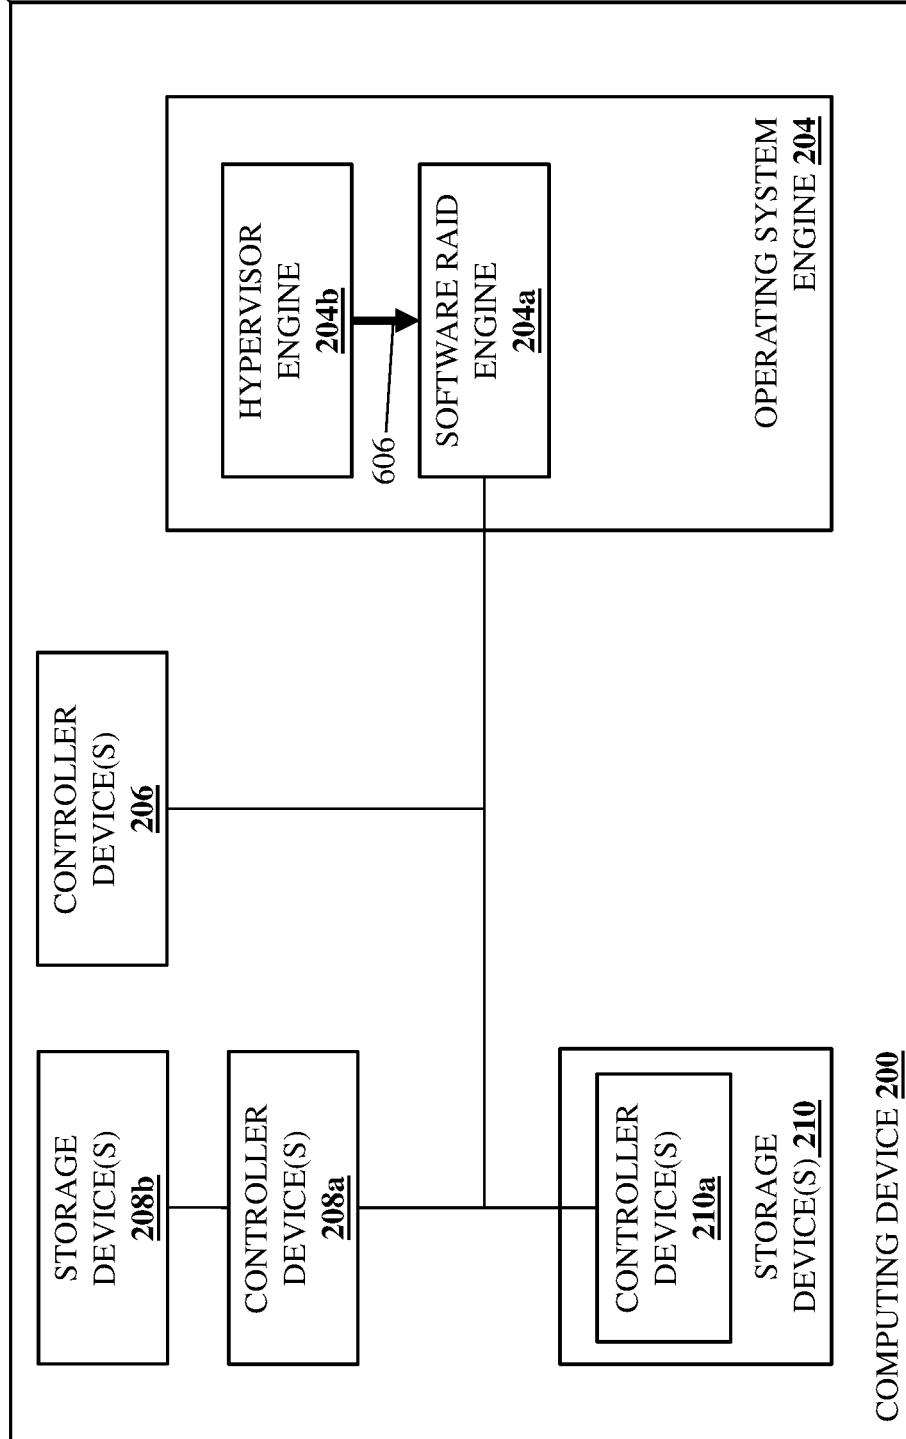 STORAGE
DEVICE(S)
208b
CONTROLLER
DEVICE(S)
208a
CONTROLLER
DEVICE(S)
206
HYPERVISOR
ENGINE
204b
606
SOFTWARE RAID
ENGINE
204a
OPERATING SYSTEM
ENGINE 204
CONTROLLER
DEVICE(S)
210a
STORAGE
DEVICE(S) 210
COMPUTING DEVICE 200